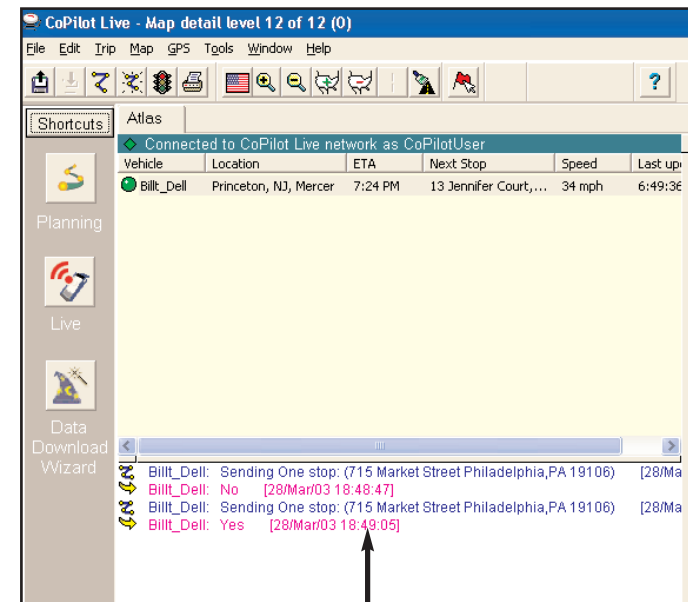 CoPilot Live - Map detail level 12 of 12 (0)
File Edit Trip Map GPS Tools Window Help
?
Shortcuts
Atlas
Connected to CoPilot Live network as CoPilotUser
Vehicle Location ETA Next Stop Speed Last up
Billt_Dell Princeton, NJ, Mercer 7:24 PM 13 Jennifer Court,... 34 mph 6:49:36
Planning
Live
Data
Download
Wizard
Billt_Dell: Sending One stop: (715 Market Street Philadelphia,PA 19106) [28/Ma
Billt_Dell: No [28/Mar/03 18:48:47]
Billt_Dell: Sending One stop: (715 Market Street Philadelphia,PA 19106) [28/Ma
Billt_Dell: Yes [28/Mar/03 18:49:05]